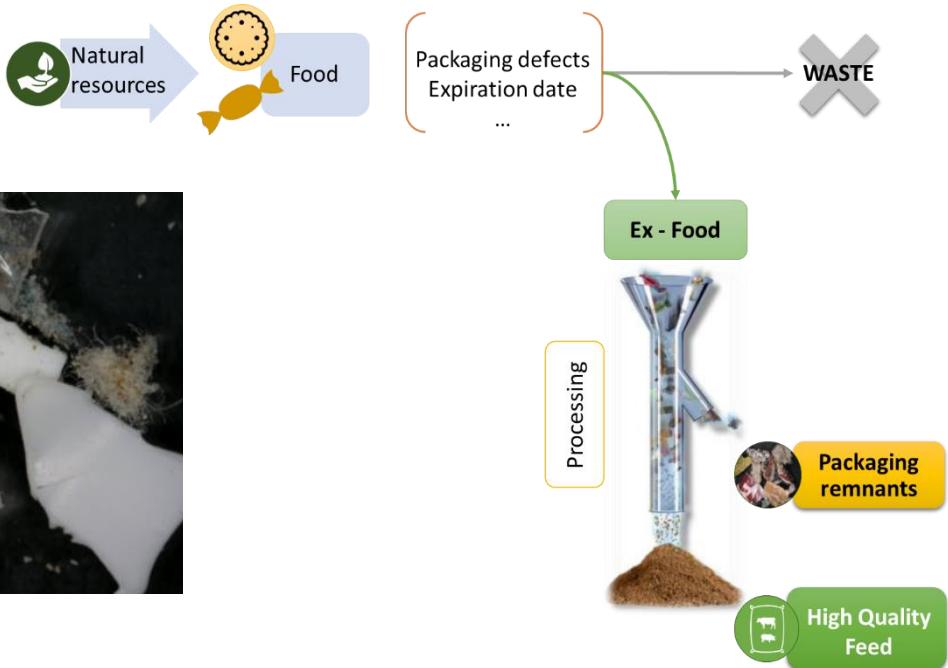 Natural
resources
Food
Packaging defects
Expiration date
...
WASTE
Ex - Food
Processing
Packaging
remnants
High Quality
Feed